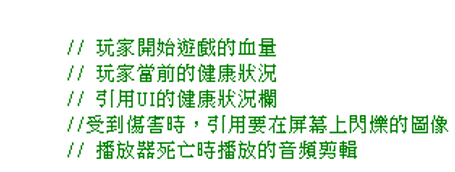 // 玩家開始遊戲的血量
// 玩家當前的健康狀況
// 引用UI的健康狀況欄
//受到傷害時，引用要在屏幕上閃爍的圖像
// 播放器死亡時播放的音頻剪輯